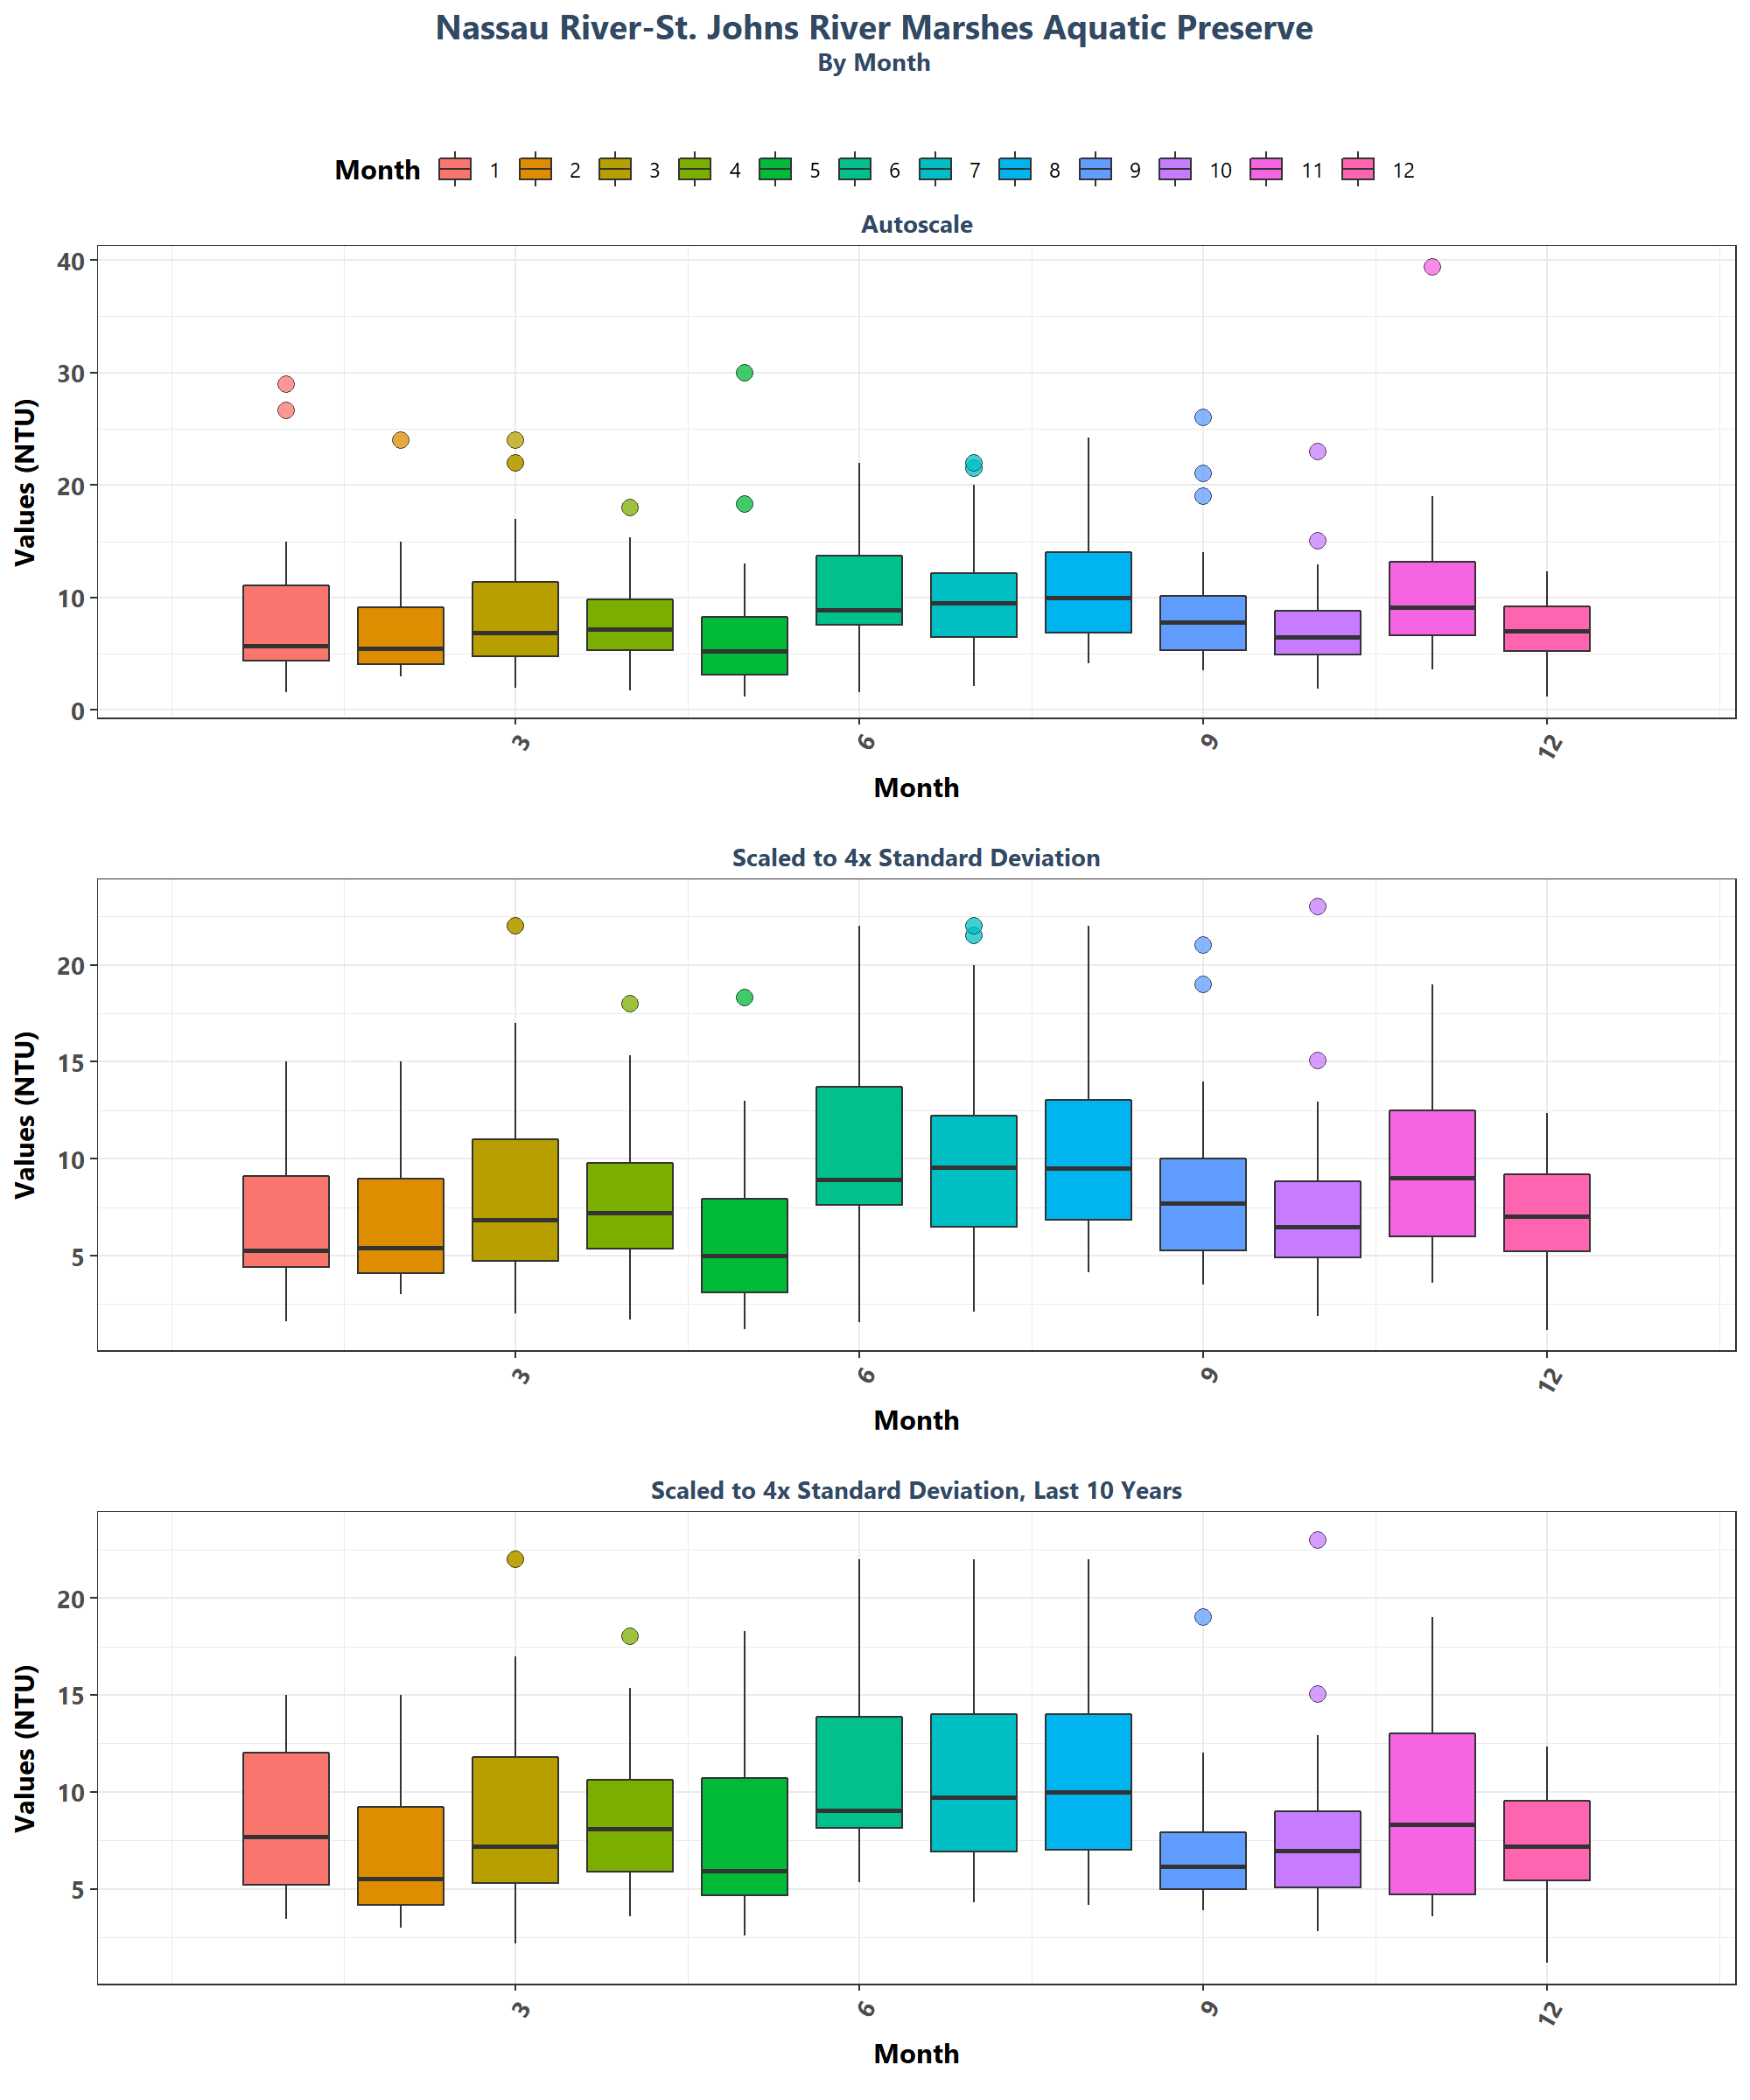 Nassau River-St. Johns River Marshes Aquatic Preserve
By Month
Month 1 2 3 4 5 6 7 8 9 10 11 12
Autoscale
Values (NTU)
40
30
20
10
0
3 6 9 12
Month
Scaled to 4x Standard Deviation
Values (NTU)
20
15
10
5
3 6 9 12
Month
Scaled to 4x Standard Deviation, Last 10 Years
Values (NTU)
20
15
10
5
3 6 9 12
Month